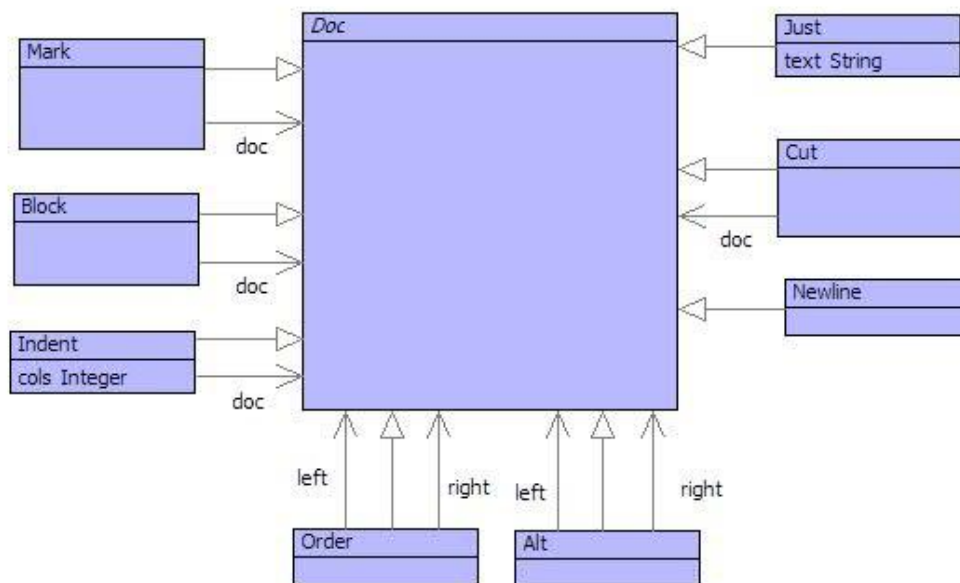 Doc
Mark
doc
Block
doc
Indent
cols Integer
doc
Just
text String
Cut
doc
Newline
left
right
left
right
Order
Alt